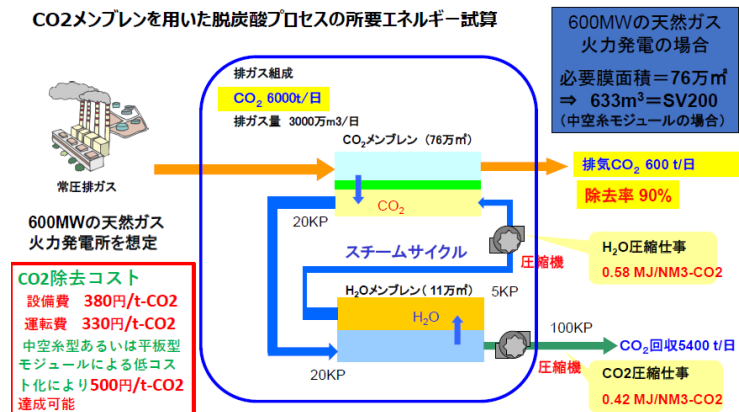 CO2メンブレンを用いた脱炭酸プロセスの所要エネルギー試算
600MWの天然ガス
火力発電の場合
必要膜面積＝76万㎡
⇒ 633m³＝SV200
(中空糸モジュールの場合)
排ガス組成
CO₂ 6000t/日
排ガス量 3000万m3/日
CO₂メンブレン（76万㎡）
常圧排ガス
排気CO₂ 600 t/日
除去率 90%
CO₂
20KP
600MWの天然ガス
火力発電所を想定
スチームサイクル
圧縮機
H₂O圧縮仕事
0.58 MJ/NM3-CO2
5KP
CO2除去コスト
設備費 380円/t-CO2
運転費 330円/t-CO2
中空糸型あるいは平板型
モジュールによる低コス
ト化により500円/t-CO2
達成可能
H₂Oメンブレン（11万㎡）
H₂O
100KP
CO₂回収5400 t/日
20KP
圧縮機
CO2圧縮仕事
0.42 MJ/NM3-CO2